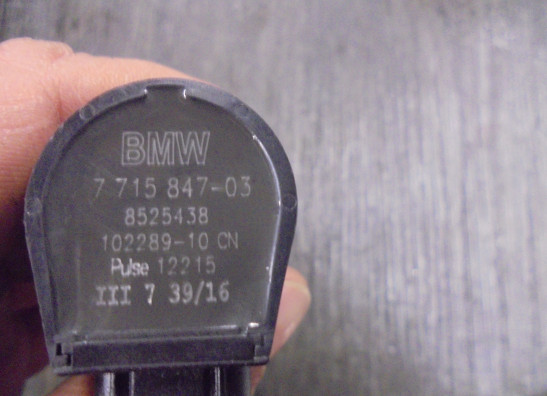 BMW
7 715 847-03
8525438
102289-10 CN
Pulse 12215
III 7 39/16